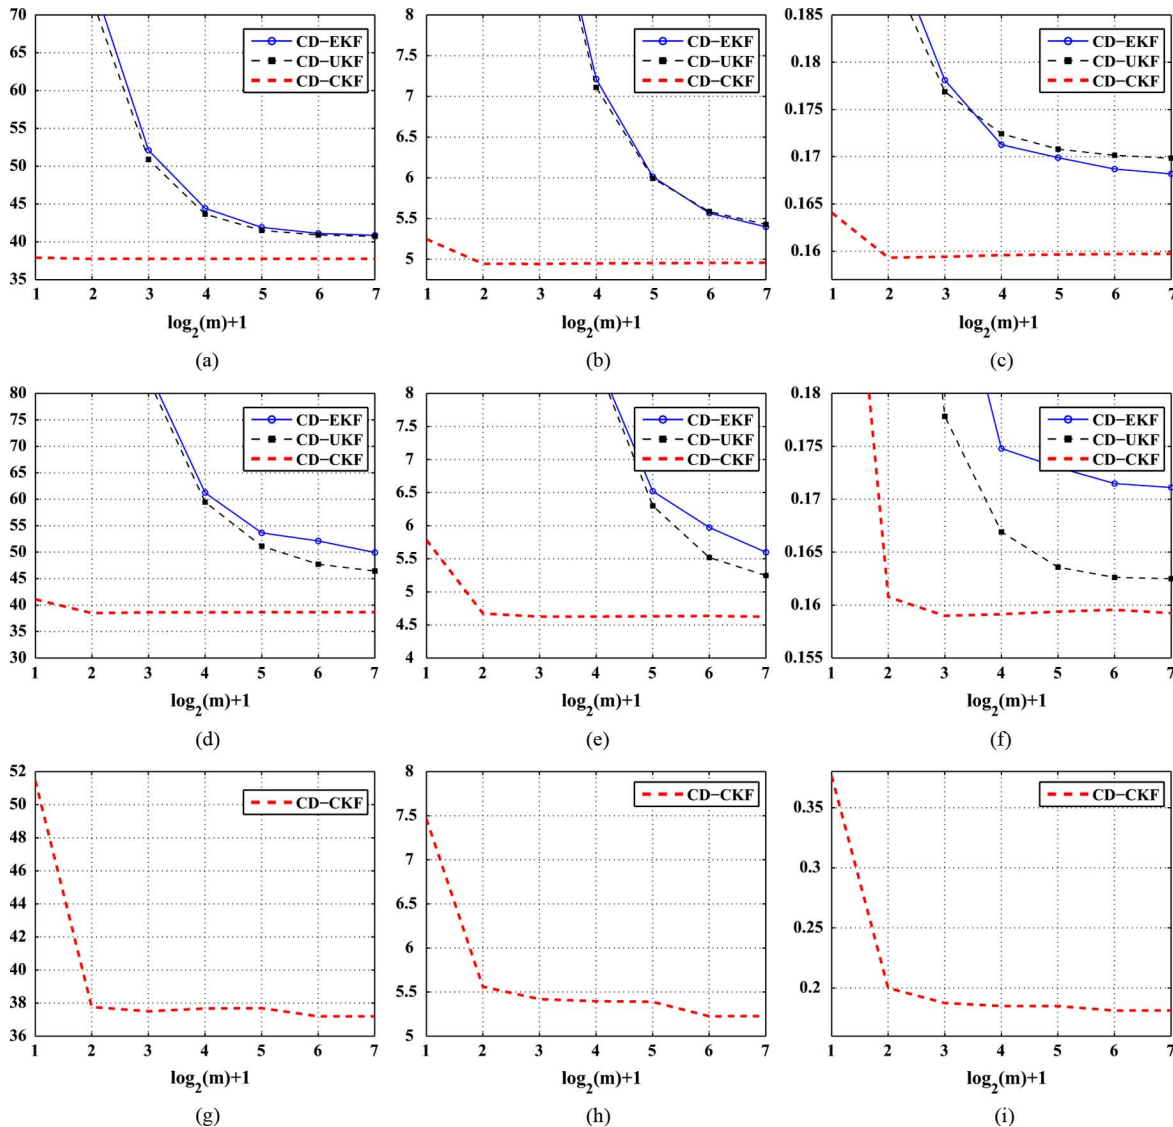 70
65
60
55
50
45
40
35
1 2 3 4 5 6 7
log2(m)+1
CD−EKF
CD−UKF
CD−CKF
(a)
8
7.5
7
6.5
6
5.5
5
1 2 3 4 5 6 7
log2(m)+1
CD−EKF
CD−UKF
CD−CKF
(b)
0.185
0.18
0.175
0.17
0.165
0.16
1 2 3 4 5 6 7
log2(m)+1
CD−EKF
CD−UKF
CD−CKF
(c)
80
75
70
65
60
55
50
45
40
35
30
1 2 3 4 5 6 7
log2(m)+1
CD−EKF
CD−UKF
CD−CKF
(d)
8
7.5
7
6.5
6
5.5
5
4.5
4
1 2 3 4 5 6 7
log2(m)+1
CD−EKF
CD−UKF
CD−CKF
(e)
0.18
0.175
0.17
0.165
0.16
0.155
1 2 3 4 5 6 7
log2(m)+1
CD−EKF
CD−UKF
CD−CKF
(f)
52
50
48
46
44
42
40
38
36
1 2 3 4 5 6 7
log2(m)+1
CD−CKF
(g)
8
7.5
7
6.5
6
5.5
5
1 2 3 4 5 6 7
log2(m)+1
CD−CKF
(h)
0.35
0.3
0.25
0.2
1 2 3 4 5 6 7
log2(m)+1
CD−CKF
(i)